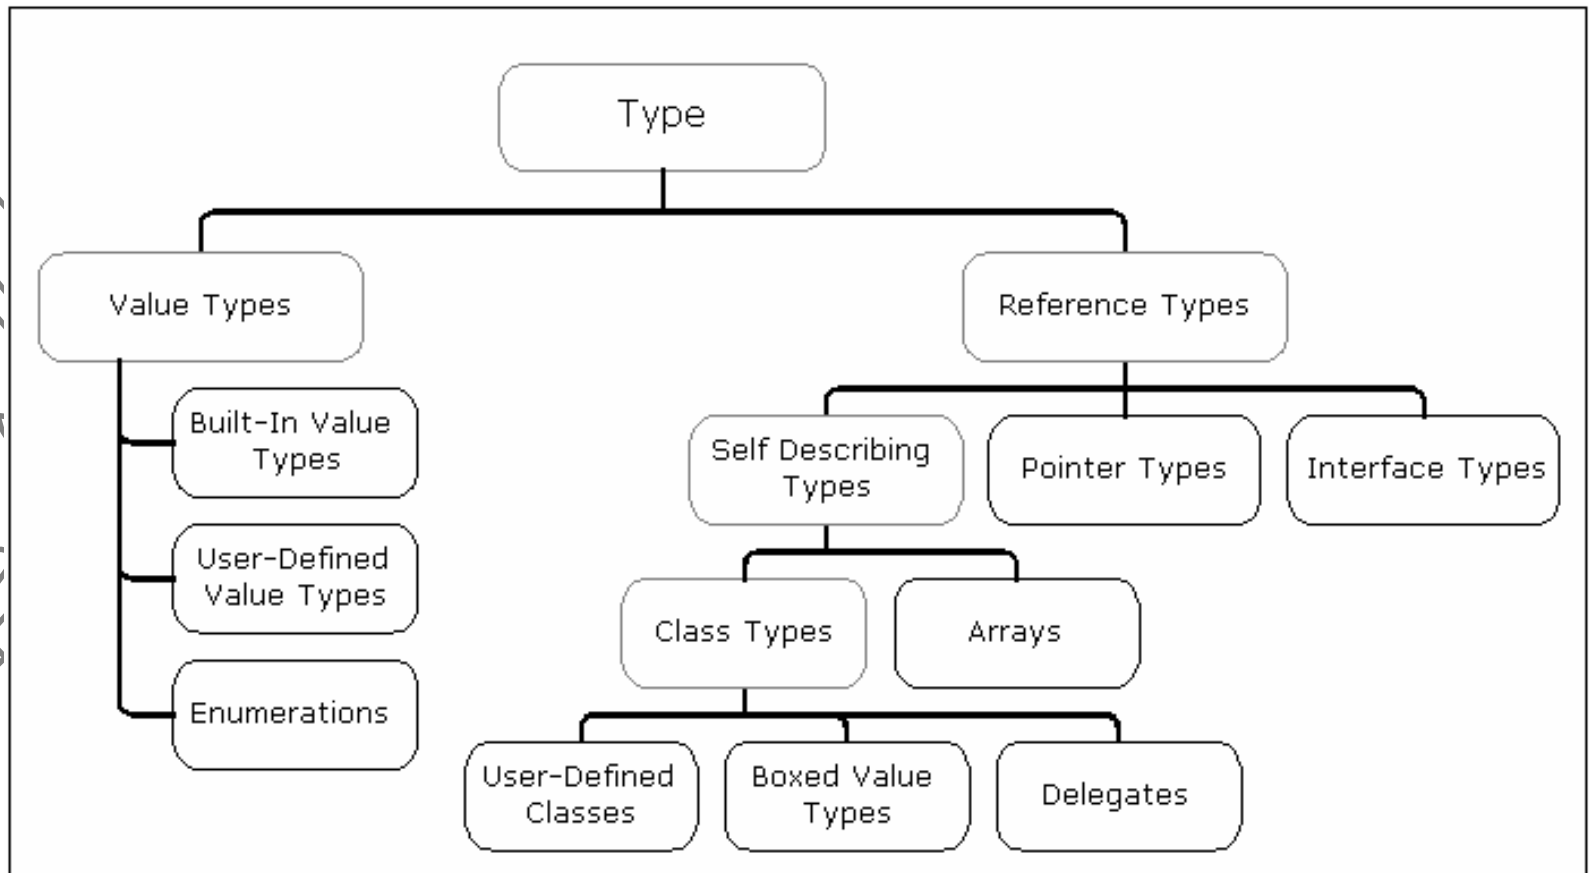 Type
Value Types
Reference Types
Built-In Value
Types
Self Describing
Types
Pointer Types
Interface Types
User-Defined
Value Types
Class Types
Arrays
Enumerations
User-Defined
Classes
Boxed Value
Types
Delegates